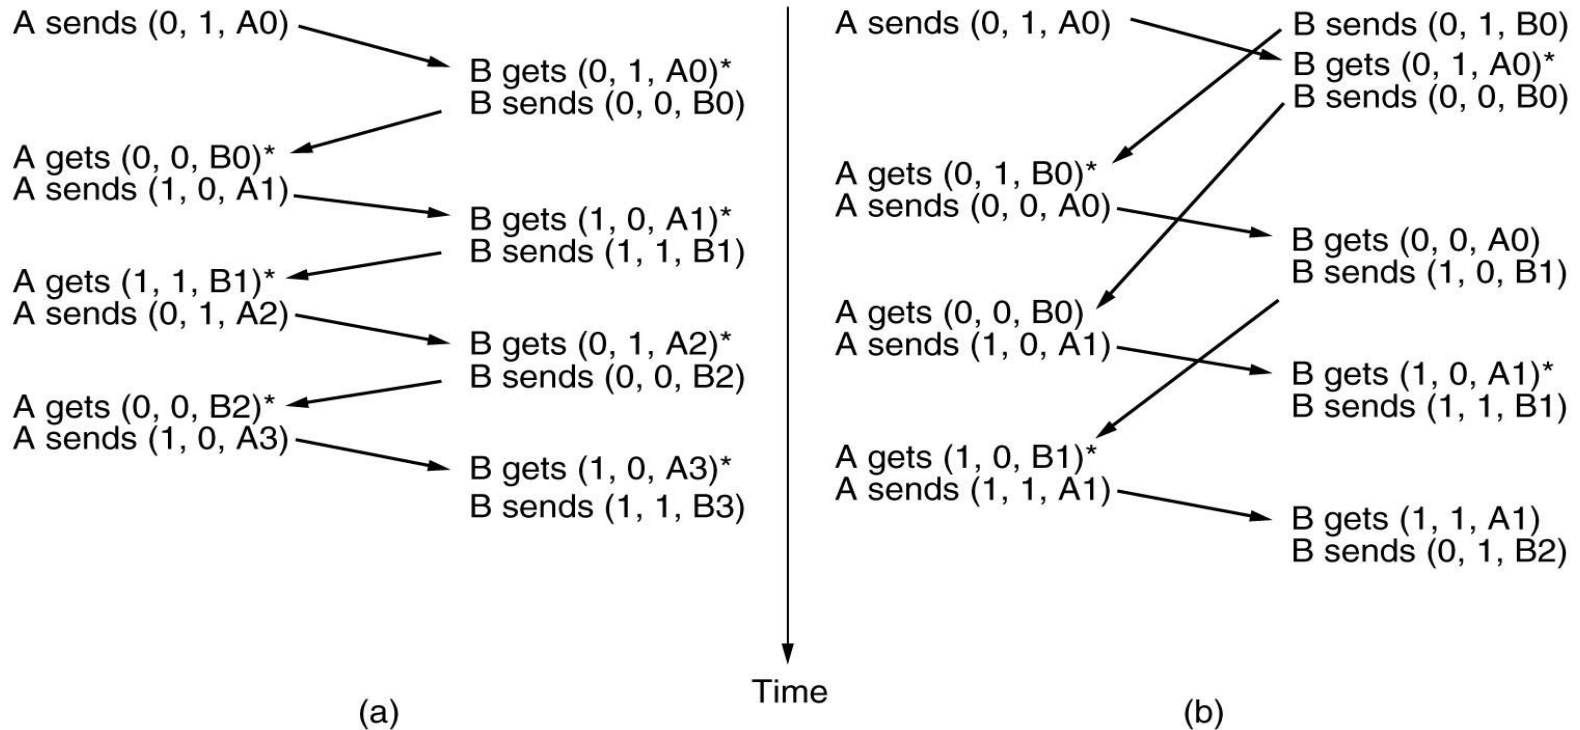 A sends (0, 1, A0)
B gets (0, 1, A0)*
B sends (0, 0, B0)
A gets (0, 0, B0)*
A sends (1, 0, A1)
B gets (1, 0, A1)*
B sends (1, 1, B1)
A gets (1, 1, B1)*
A sends (0, 1, A2)
B gets (0, 1, A2)*
B sends (0, 0, B2)
A gets (0, 0, B2)*
A sends (1, 0, A3)
B gets (1, 0, A3)*
B sends (1, 1, B3)
(a)
Time
A sends (0, 1, A0)
B sends (0, 1, B0)
B gets (0, 1, A0)*
B sends (0, 0, B0)
A gets (0, 1, B0)*
A sends (0, 0, A0)
B gets (0, 0, A0)
B sends (1, 0, B1)
A gets (0, 0, B0)
A sends (1, 0, A1)
B gets (1, 0, A1)*
B sends (1, 1, B1)
A gets (1, 0, B1)*
A sends (1, 1, A1)
B gets (1, 1, A1)
B sends (0, 1, B2)
(b)